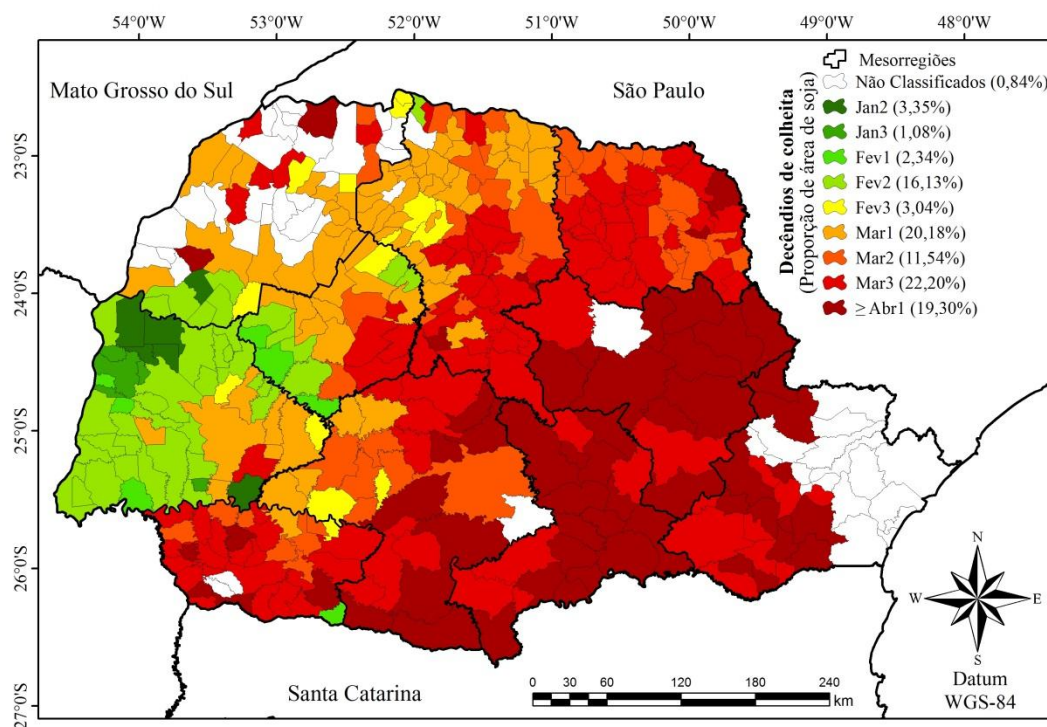 54°0'W 53°0'W 52°0'W 51°0'W 50°0'W 49°0'W 48°0'W
Mato Grosso do Sul
São Paulo
Mesorregiões
Não Classificados (0,84%)
Jan2 (3,35%)
Jan3 (1,08%)
Fev1 (2,34%)
Fev2 (16,13%)
Fev3 (3,04%)
Mar1 (20,18%)
Mar2 (11,54%)
Mar3 (22,20%)
≥ Abr1 (19,30%)
Decêndios de colheita
(Proporção de área de soja)
23°0'S
24°0'S
25°0'S
26°0'S
27°0'S
N
W E
S
Santa Catarina
0 30 60 120 180 240
km
Datum
WGS-84